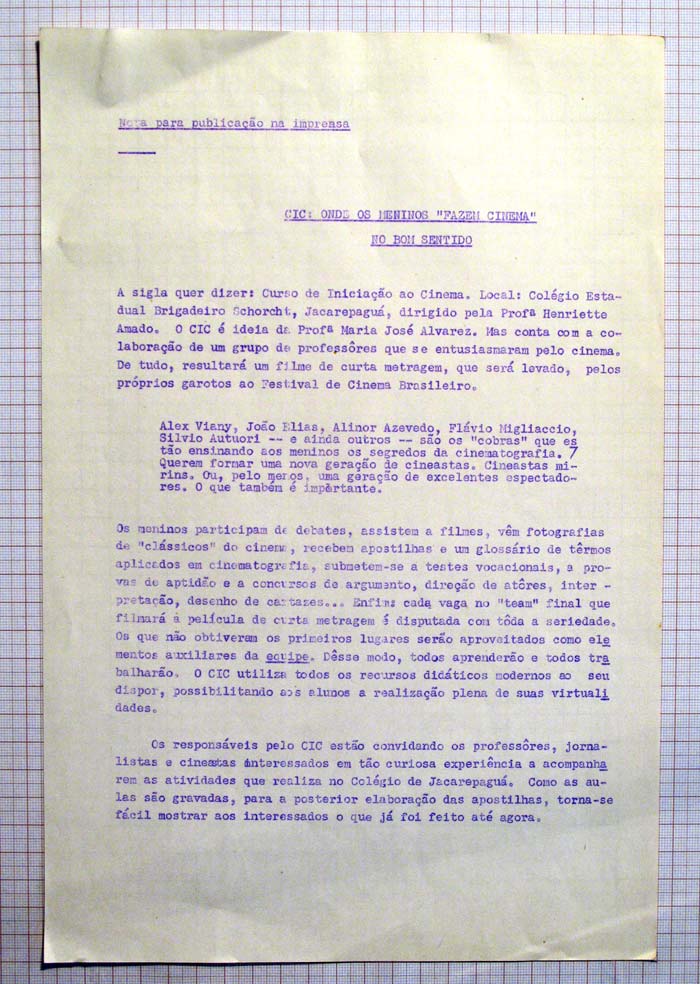 Nota para publicação na imprensa
CIC: ONDE OS MENINOS "FAZEM CINEMA"
NO BOM SENTIDO
A sigla quer dizer: Curso de Iniciação ao Cinema. Local: Colégio Esta-
dual Brigadeiro Schorcht, Jacarepaguá, dirigido pela Profª Henriette
Amado. O CIC é ideia da Profª Maria José Alvarez. Mas conta com a co-
laboração de um grupo de professôres que se entusiasmaram pelo cinema.
De tudo, resultará um filme de curta metragem, que será levado, pelos
próprios garotos ao Festival de Cinema Brasileiro.
Alex Viany, João Elias, Alinor Azevedo, Flávio Migliaccio,
Silvio Autuori -- e ainda outros -- são os "cobras" que es
tão ensinando aos meninos os segredos da cinematografia. /
Querem formar uma nova geração de cineastas. Cineastas mi-
rins. Ou, pelo menos, uma geração de excelentes espectado-
res. O que também é impôrtante.
Os meninos participam de debates, assistem a filmes, vêm fotografias
de "clássicos" do cinema, recebem apostilhas e um glossário de têrmos
aplicados em cinematografia, submetem-se a testes vocacionais, a pro-
vas de aptidão e a concursos de argumento, direção de atôres, inter -
pretação, desenho de cartazes... Enfim: cada vaga no "team" final que
filmará a película de curta metragem é disputada com tôda a seriedade.
Os que não obtiveram os primeiros lugares serão aproveitados como ele
mentos auxiliares da equipe. Dêsse modo, todos aprenderão e todos tra
balharão. O CIC utiliza todos os recursos didáticos modernos ao seu
dispor, possibilitando aos alunos a realização plena de suas virtuali
dades.
Os responsáveis pelo CIC estão convidando os professôres, jorna-
listas e cineastas interessados em tão curiosa experiência a acompanha
rem as atividades que realiza no Colégio de Jacarepaguá. Como as au-
las são gravadas, para a posterior elaboração das apostilhas, torna-se
fácil mostrar aos interessados o que já foi feito até agora.